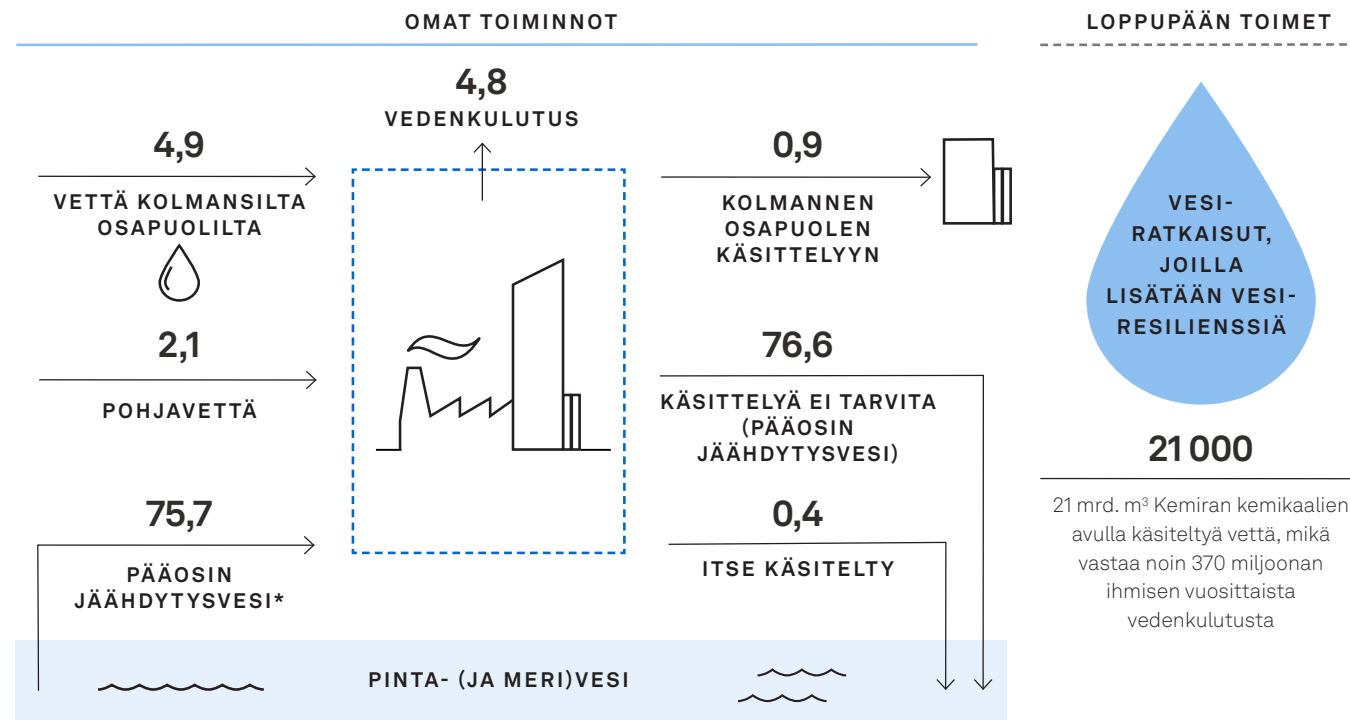 OMAT TOIMINNOT
4,9
VETTÄ KOLMANSILTA
OSAPUOLILTA
2,1
POHJAVETTÄ
75,7
PÄÄOSIN
JÄÄHDYTYSVESI*
4,8
VEDENKULUTUS
0,9
KOLMANNEN
OSAPUOLEN
KÄSITTELYYN
76,6
KÄSITTELYÄ EI TARVITA
(PÄÄOSIN
JÄÄHDYTYSVESI)
0,4
ITSE KÄSITELTY
PINTA- (JA MERI)VESI
LOPPUPÄÄN TOIMET
VESI-
RATKAISUT,
JOILLA
LISÄTÄÄN VESI-
RESILIENSSIÄ
21 000
21 mrd. m³ Kemiran kemikaalien
avulla käsiteltyä vettä, mikä
vastaa noin 370 miljoonan
ihmisen vuosittaista
vedenkulutusta